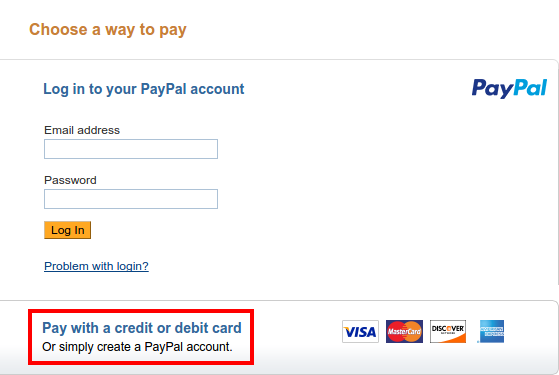 Choose a way to pay
Log in to your PayPal account
PayPal
Email address
Password
Log In
Problem with login?
Pay with a credit or debit card
Or simply create a PayPal account.
VISA MasterCard DISCOVER AMERICAN EXPRESS